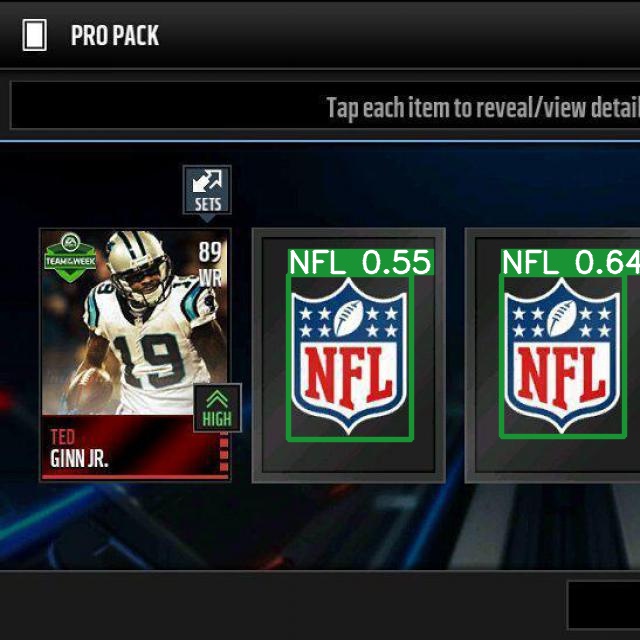 PRO PACK
Tap each item to reveal/view detail
SETS
TEAM OF THE WEEK
89
WR
19
HIGH
TED
GINN JR.
NFL 0.55
NFL
NFL 0.64
NFL